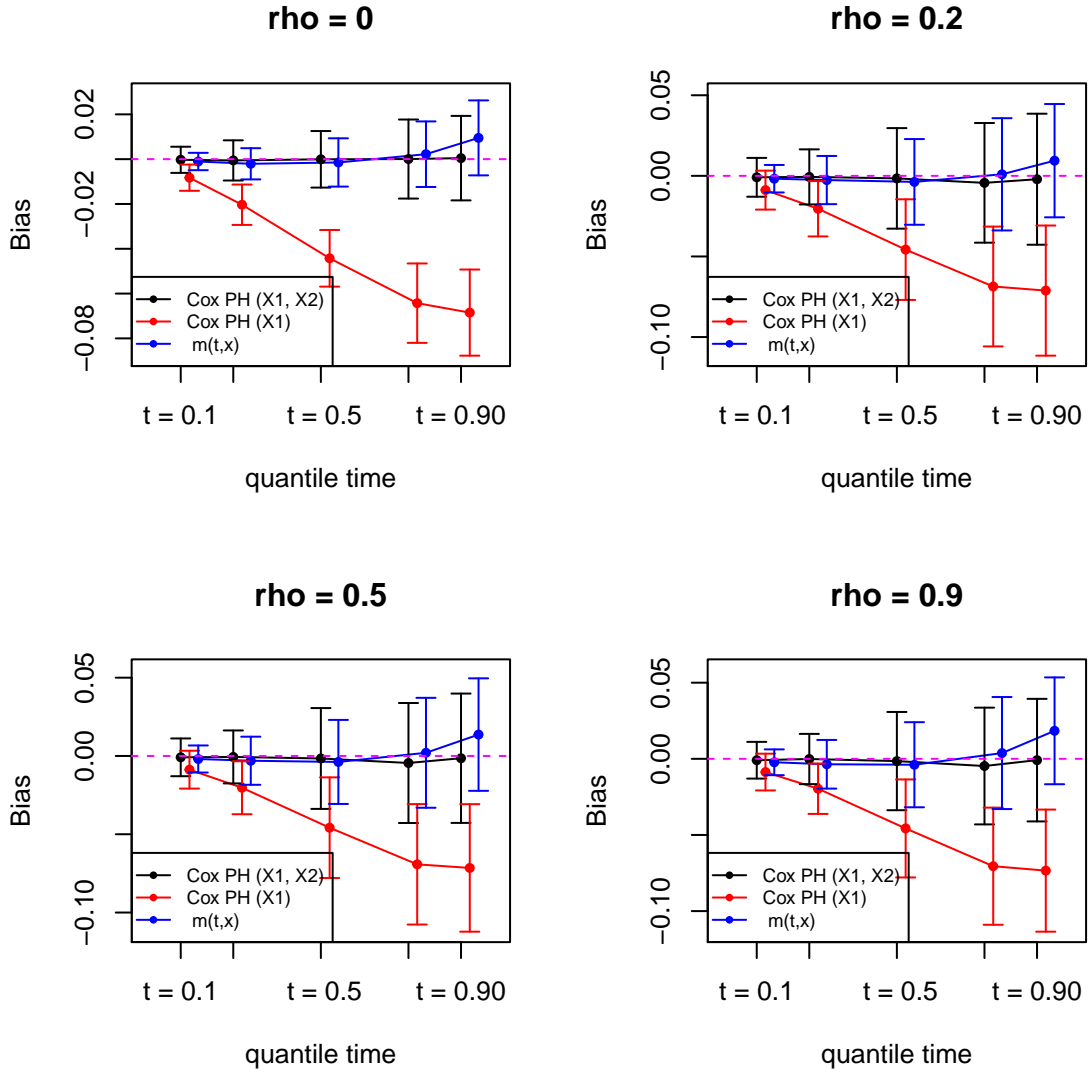 rho = 0
Bias
0.02
−0.02
−0.08
Cox PH (X1, X2)
Cox PH (X1)
m(t,x)
t = 0.1
t = 0.5
t = 0.90
quantile time
rho = 0.2
Bias
0.05
0.00
−0.10
Cox PH (X1, X2)
Cox PH (X1)
m(t,x)
t = 0.1
t = 0.5
t = 0.90
quantile time
rho = 0.5
Bias
0.05
0.00
−0.10
Cox PH (X1, X2)
Cox PH (X1)
m(t,x)
t = 0.1
t = 0.5
t = 0.90
quantile time
rho = 0.9
Bias
0.05
0.00
−0.10
Cox PH (X1, X2)
Cox PH (X1)
m(t,x)
t = 0.1
t = 0.5
t = 0.90
quantile time